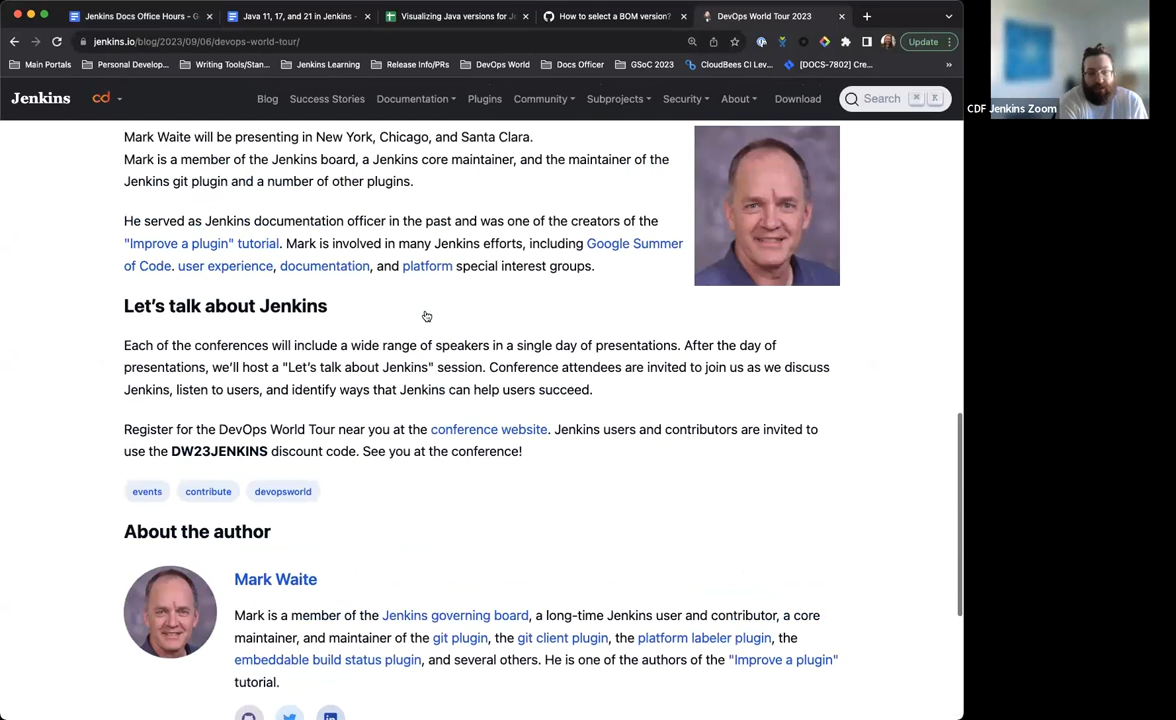 Jenkins Docs Office Hours - G
Java 11, 17, and 21 in Jenkins -
Visualizing Java versions for Je
How to select a BOM version?
DevOps World Tour 2023
jenkins.io/blog/2023/09/06/devops-world-tour/
Update
Main Portals
Personal Develop...
Writing Tools/Stan...
Jenkins Learning
Release Info/PRs
DevOps World
Docs Officer
GSoC 2023
CloudBees CI Lev...
[DOCS-7802] Cre...
Jenkins
cd
Blog
Success Stories
Documentation
Plugins
Community
Subprojects
Security
About
Download
Search
K
CDF Jenkins Zoom
Mark Waite will be presenting in New York, Chicago, and Santa Clara.
Mark is a member of the Jenkins board, a Jenkins core maintainer, and the maintainer of the
Jenkins git plugin and a number of other plugins.
He served as Jenkins documentation officer in the past and was one of the creators of the
"Improve a plugin" tutorial. Mark is involved in many Jenkins efforts, including Google Summer
of Code. user experience, documentation, and platform special interest groups.
Let's talk about Jenkins
Each of the conferences will include a wide range of speakers in a single day of presentations. After the day of
presentations, we'll host a "Let's talk about Jenkins" session. Conference attendees are invited to join us as we discuss
Jenkins, listen to users, and identify ways that Jenkins can help users succeed.
Register for the DevOps World Tour near you at the conference website. Jenkins users and contributors are invited to
use the DW23JENKINS discount code. See you at the conference!
events
contribute
devopsworld
About the author
Mark Waite
Mark is a member of the Jenkins governing board, a long-time Jenkins user and contributor, a core
maintainer, and maintainer of the git plugin, the git client plugin, the platform labeler plugin, the
embeddable build status plugin, and several others. He is one of the authors of the "Improve a plugin"
tutorial.